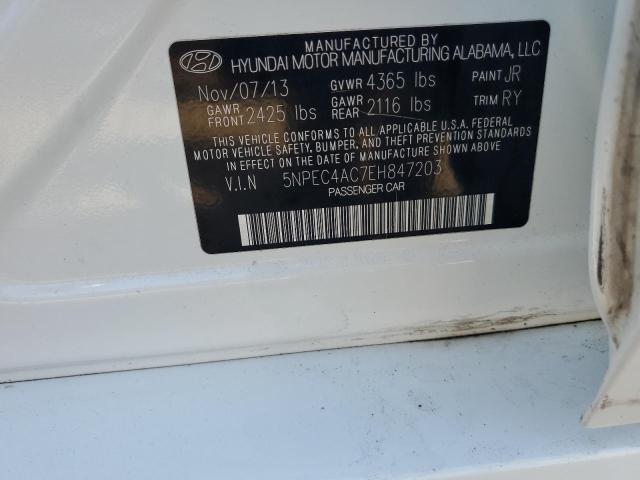 MANUFACTURED BY
HYUNDAI MOTOR MANUFACTURING ALABAMA, LLC
Nov/07/13 GVWR 4365 lbs PAINT JR
GAWR FRONT 2425 lbs GAWR REAR 2116 lbs TRIM RY
THIS VEHICLE CONFORMS TO ALL APPLICABLE U.S.A. FEDERAL
MOTOR VEHICLE SAFETY, BUMPER, AND THEFT PREVENTION
STANDARDS IN EFFECT ON THE DATE OF MANUFACTURE
SHOWN ABOVE.
V.I.N 5NPEC4AC7EH847203
PASSENGER CAR